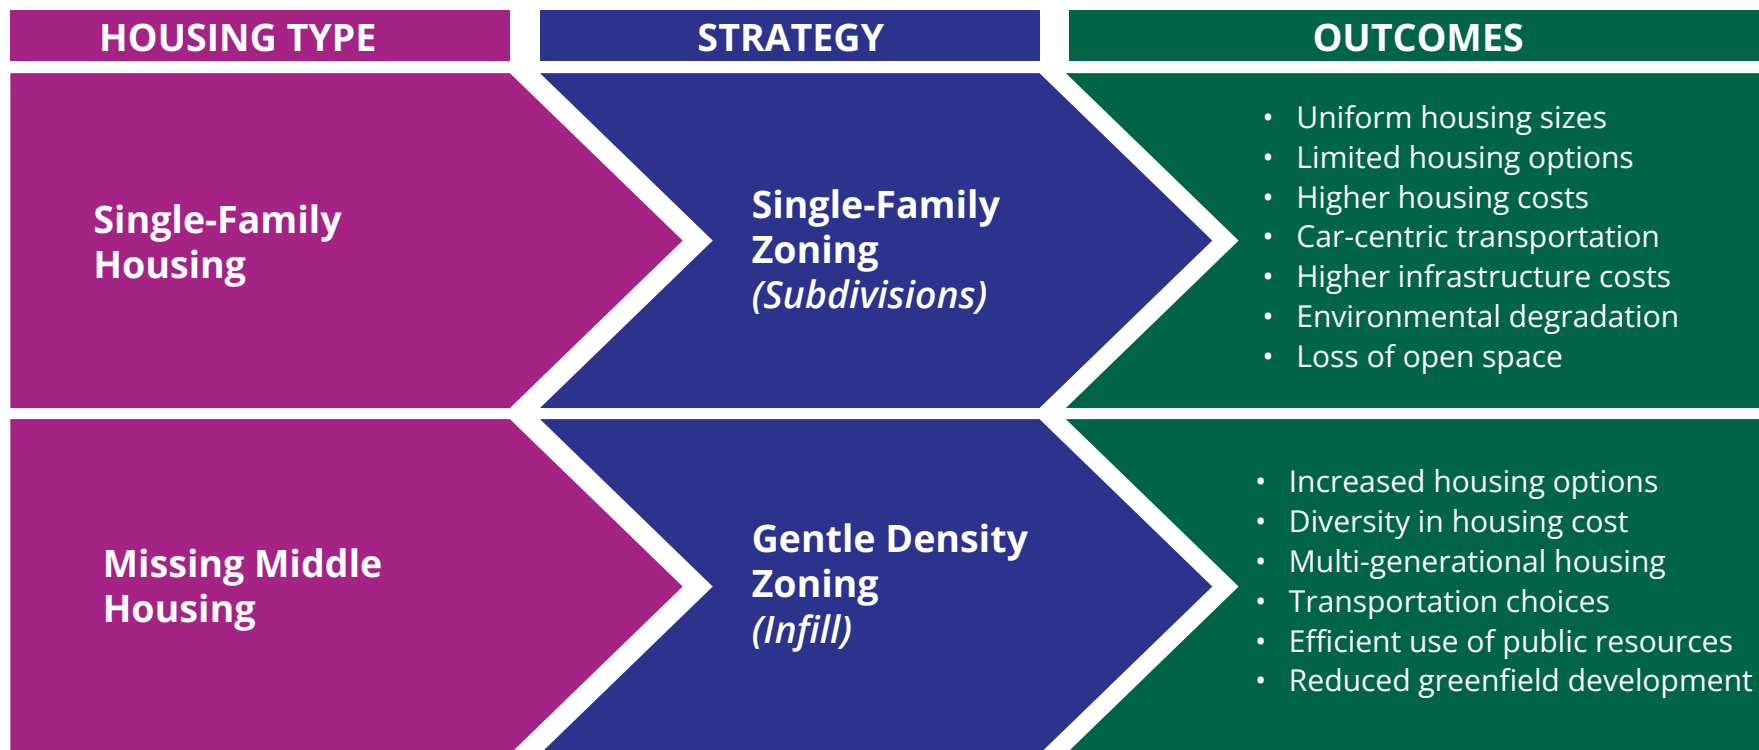 HOUSING TYPE
STRATEGY
OUTCOMES
Single-Family
Housing
Single-Family
Zoning
(Subdivisions)
• Uniform housing sizes
• Limited housing options
• Higher housing costs
• Car-centric transportation
• Higher infrastructure costs
• Environmental degradation
• Loss of open space
Missing Middle
Housing
Gentle Density
Zoning
(Infill)
• Increased housing options
• Diversity in housing cost
• Multi-generational housing
• Transportation choices
• Efficient use of public resources
• Reduced greenfield development